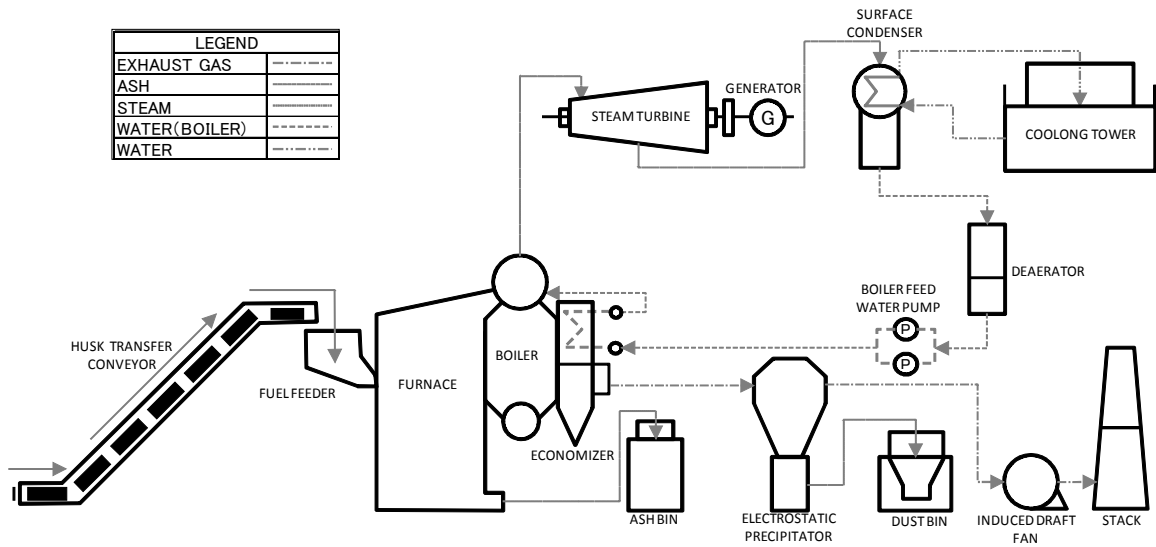 LEGEND
EXHAUST GAS
ASH
STEAM
WATER(BOILER)
WATER
SURFACE
CONDENSER
GENERATOR
STEAM TURBINE
G
COOLONG TOWER
DEAERATOR
BOILER FEED
WATER PUMP
P
P
HUSK TRANSFER
CONVEYOR
FUEL FEEDER
FURNACE
BOILER
ECONOMIZER
ASH BIN
ELECTROSTATIC
PRECIPITATOR
DUST BIN
INDUCED DRAFT
FAN
STACK